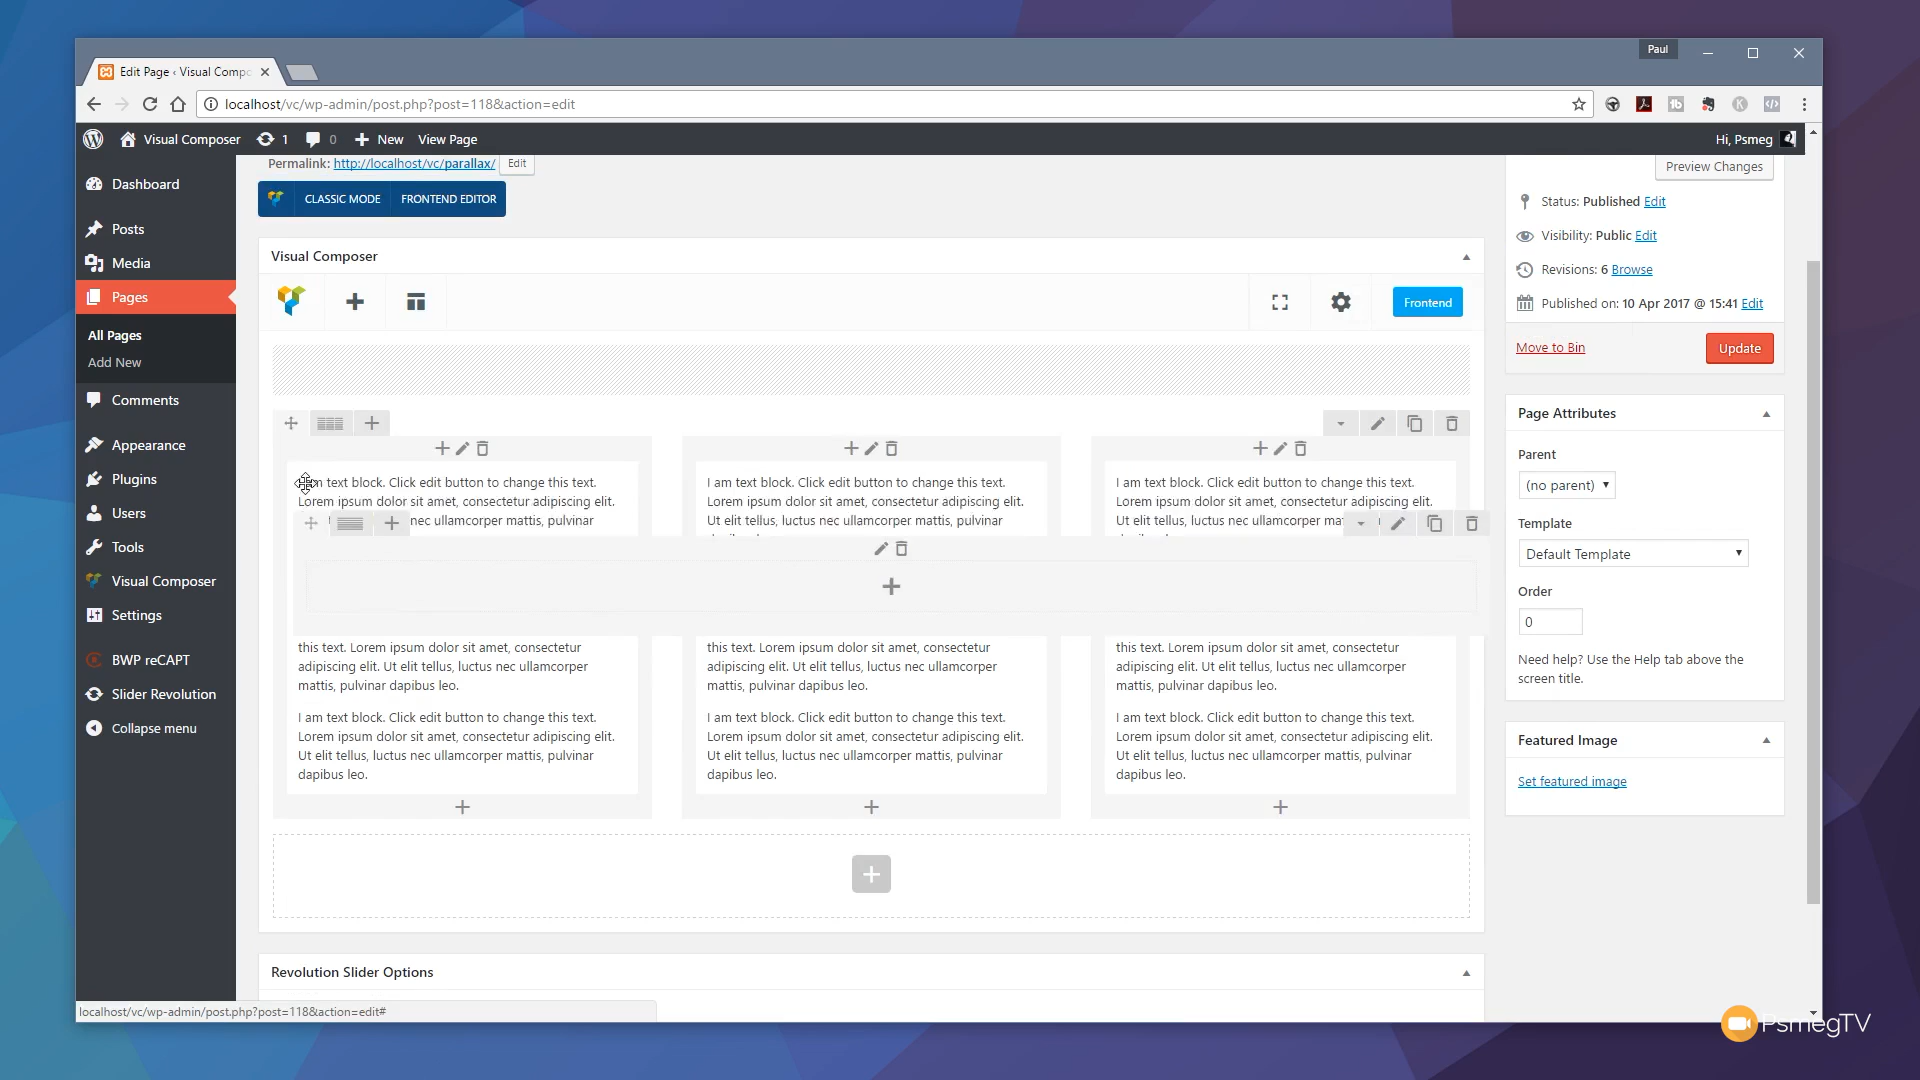 Paul
Edit Page ‹ Visual Compo
localhost/vc/wp-admin/post.php?post=118&action=edit
Visual Composer 1 0 New View Page Hi, Psmeg
Permalink: http://localhost/vc/parallax/ Edit
Preview Changes
CLASSIC MODE FRONTEND EDITOR
Dashboard
Posts
Media
Pages
All Pages
Add New
Comments
Appearance
Plugins
Users
Tools
Visual Composer
Settings
BWP reCAPT
Slider Revolution
Collapse menu
Visual Composer
Frontend
I am text block. Click edit button to change this text.
Lorem ipsum dolor sit amet, consectetur adipiscing elit.
nec ullamcorper mattis, pulvinar
this text. Lorem ipsum dolor sit amet, consectetur
adipiscing elit. Ut elit tellus, luctus nec ullamcorper
mattis, pulvinar dapibus leo.
I am text block. Click edit button to change this text.
Lorem ipsum dolor sit amet, consectetur adipiscing elit.
Ut elit tellus, luctus nec ullamcorper mattis, pulvinar
dapibus leo.
I am text block. Click edit button to change this text.
Lorem ipsum dolor sit amet, consectetur adipiscing elit.
Ut elit tellus, luctus nec ullamcorper mattis, pulvinar
this text. Lorem ipsum dolor sit amet, consectetur
adipiscing elit. Ut elit tellus, luctus nec ullamcorper
mattis, pulvinar dapibus leo.
I am text block. Click edit button to change this text.
Lorem ipsum dolor sit amet, consectetur adipiscing elit.
Ut elit tellus, luctus nec ullamcorper mattis, pulvinar
dapibus leo.
I am text block. Click edit button to change this text.
Lorem ipsum dolor sit amet, consectetur adipiscing elit.
Ut elit tellus, luctus nec ullamcorper
this text. Lorem ipsum dolor sit amet, consectetur
adipiscing elit. Ut elit tellus, luctus nec ullamcorper
mattis, pulvinar dapibus leo.
I am text block. Click edit button to change this text.
Lorem ipsum dolor sit amet, consectetur adipiscing elit.
Ut elit tellus, luctus nec ullamcorper mattis, pulvinar
dapibus leo.
Revolution Slider Options
Status: Published Edit
Visibility: Public Edit
Revisions: 6 Browse
Published on: 10 Apr 2017 @ 15:41 Edit
Move to Bin Update
Page Attributes
Parent
(no parent)
Template
Default Template
Order
0
Need help? Use the Help tab above the
screen title.
Featured Image
Set featured image
localhost/vc/wp-admin/post.php?post=118&action=edit#
PsmegTV